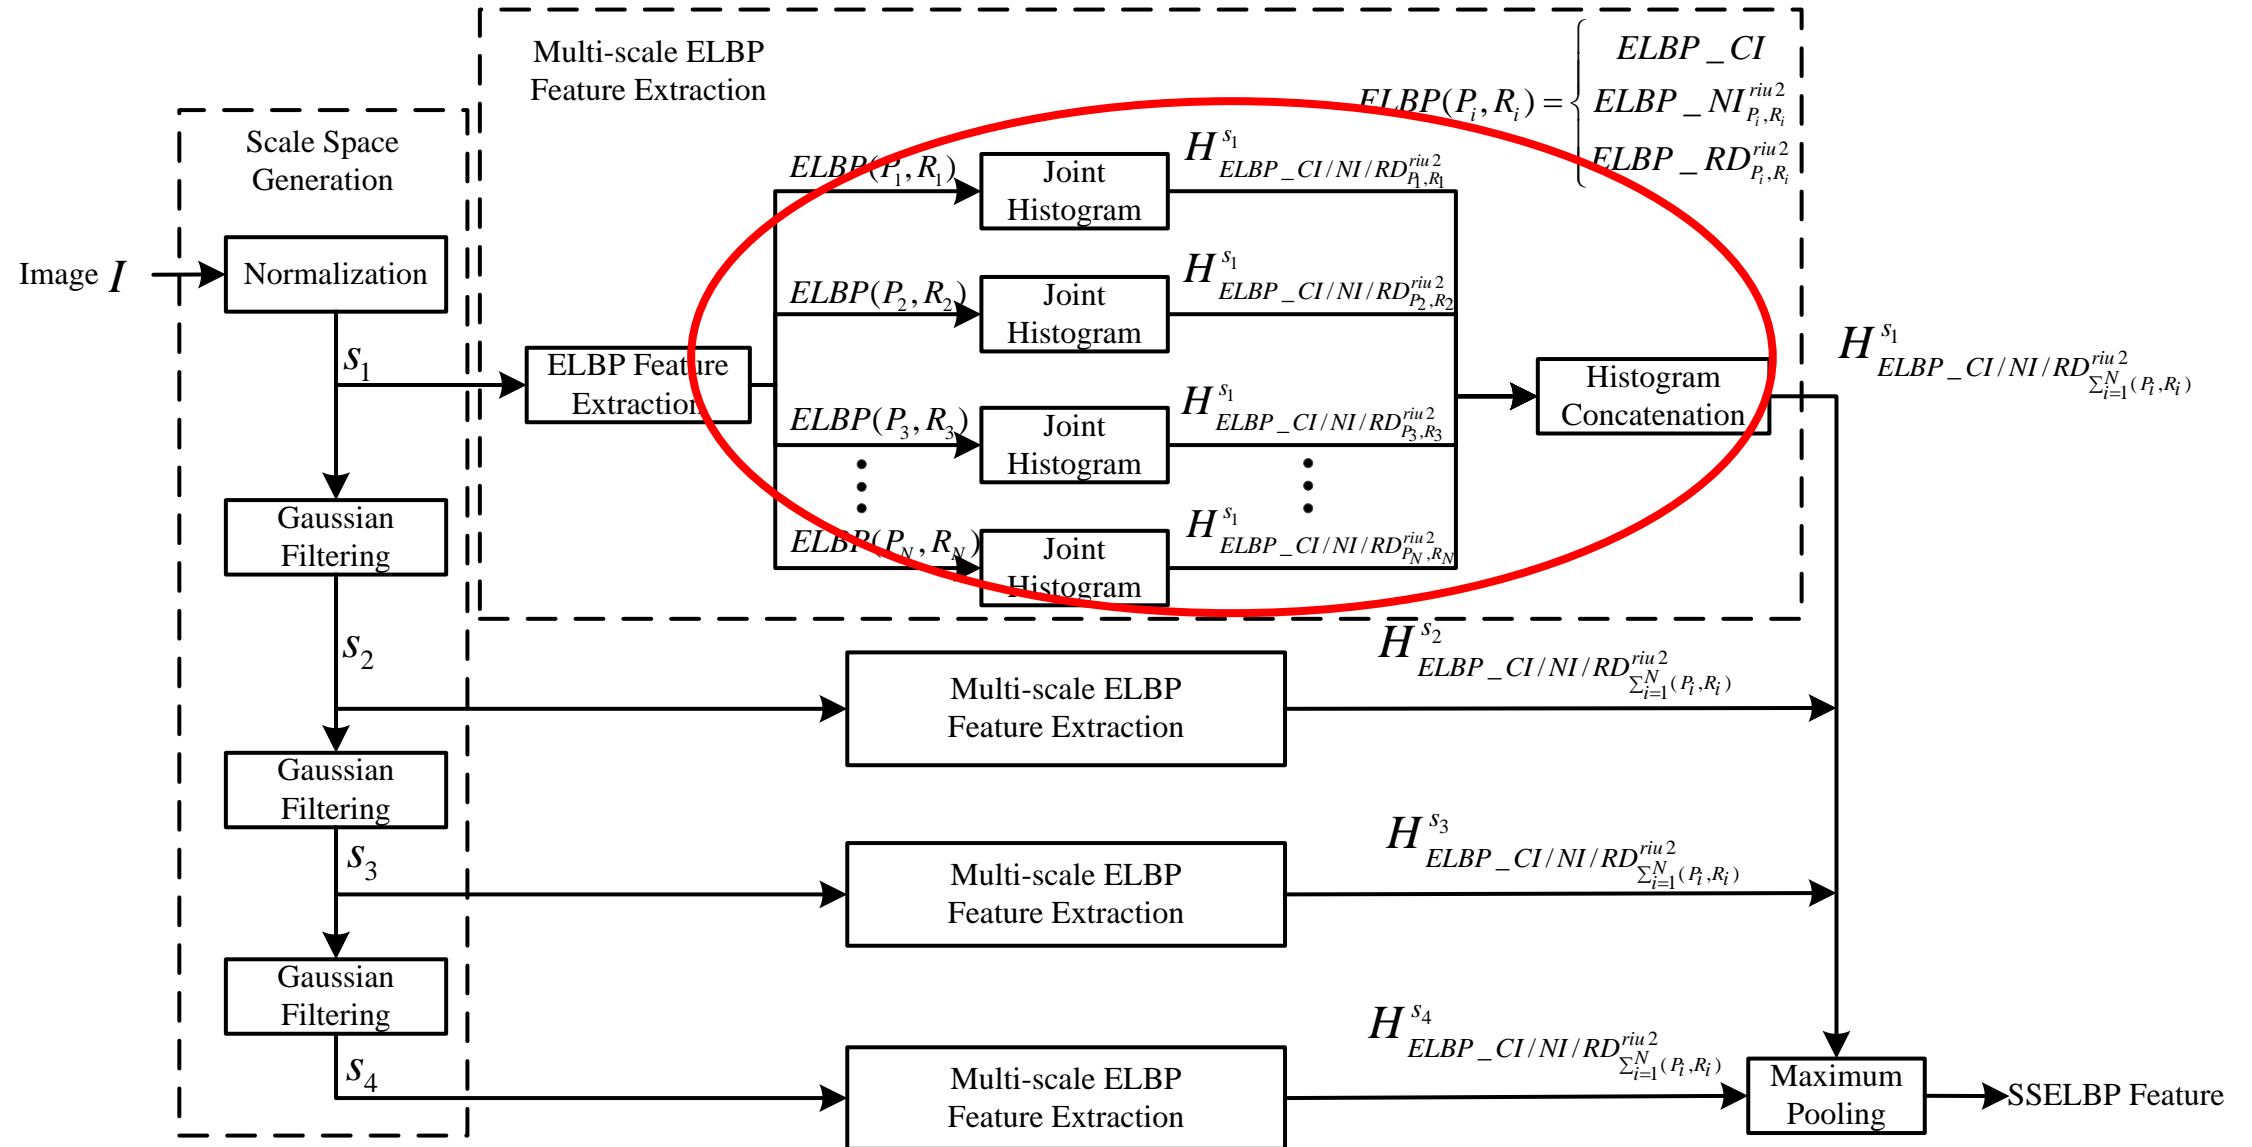 Multi-scale ELBP
Feature Extraction
ELBP(P_i, R_i) = { ELBP_CI
ELBP_NI^{riu2}_{P_i,R_i}
ELBP_RD^{riu2}_{P_i,R_i}
Scale Space
Generation
Image I
Normalization
s_1
ELBP Feature
Extraction
ELBP(P_1, R_1)
Joint
Histogram
H^{s_1}_{ELBP_CI/NI/RD^{riu2}_{P_1,R_1}}
ELBP(P_2, R_2)
Joint
Histogram
H^{s_1}_{ELBP_CI/NI/RD^{riu2}_{P_2,R_2}}
ELBP(P_3, R_3)
Joint
Histogram
H^{s_1}_{ELBP_CI/NI/RD^{riu2}_{P_3,R_3}}
ELBP(P_N, R_N)
Joint
Histogram
H^{s_1}_{ELBP_CI/NI/RD^{riu2}_{P_N,R_N}}
Histogram
Concatenation
H^{s_1}_{ELBP_CI/NI/RD^{riu2}_{∑_{i=1}^{N}(P_i,R_i)}}
Gaussian
Filtering
s_2
Multi-scale ELBP
Feature Extraction
H^{s_2}_{ELBP_CI/NI/RD^{riu2}_{∑_{i=1}^{N}(P_i,R_i)}}
Gaussian
Filtering
s_3
Multi-scale ELBP
Feature Extraction
H^{s_3}_{ELBP_CI/NI/RD^{riu2}_{∑_{i=1}^{N}(P_i,R_i)}}
Gaussian
Filtering
s_4
Multi-scale ELBP
Feature Extraction
H^{s_4}_{ELBP_CI/NI/RD^{riu2}_{∑_{i=1}^{N}(P_i,R_i)}}
Maximum
Pooling
SSELBP Feature